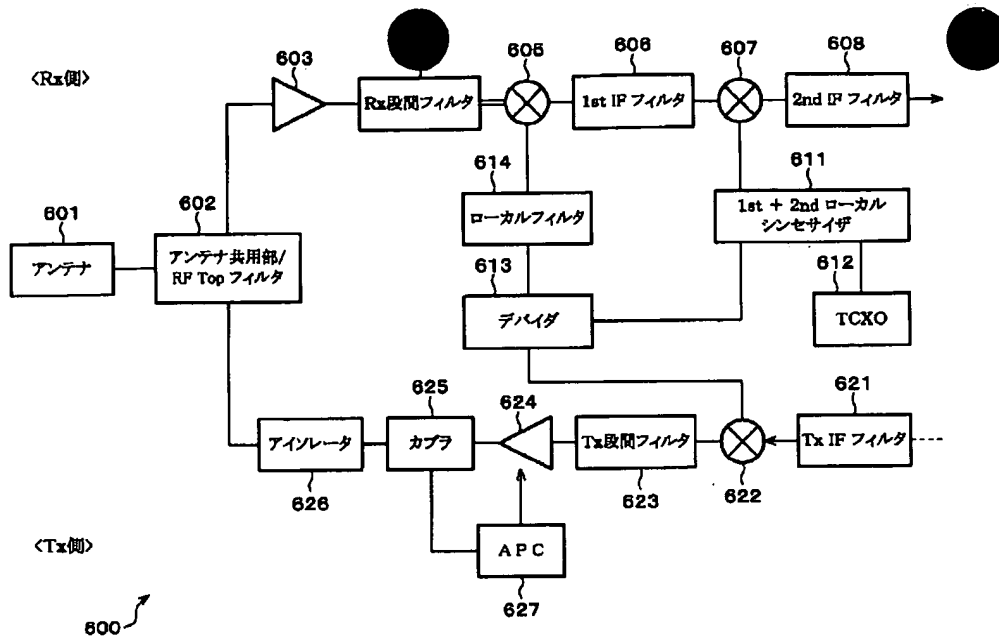 〈Rx側〉
603
605
606
607
608
Rx段間フィルタ
1st IF フィルタ
2nd IF フィルタ
614
611
ローカルフィルタ
1st + 2nd ローカル
シンセサイザ
601
602
アンテナ
アンテナ共用部/
RF Top フィルタ
613
612
デバイダ
TCXO
625
624
621
アイソレータ
カプラ
Tx段間フィルタ
Tx IF フィルタ
626
623
622
〈Tx側〉
APC
627
600